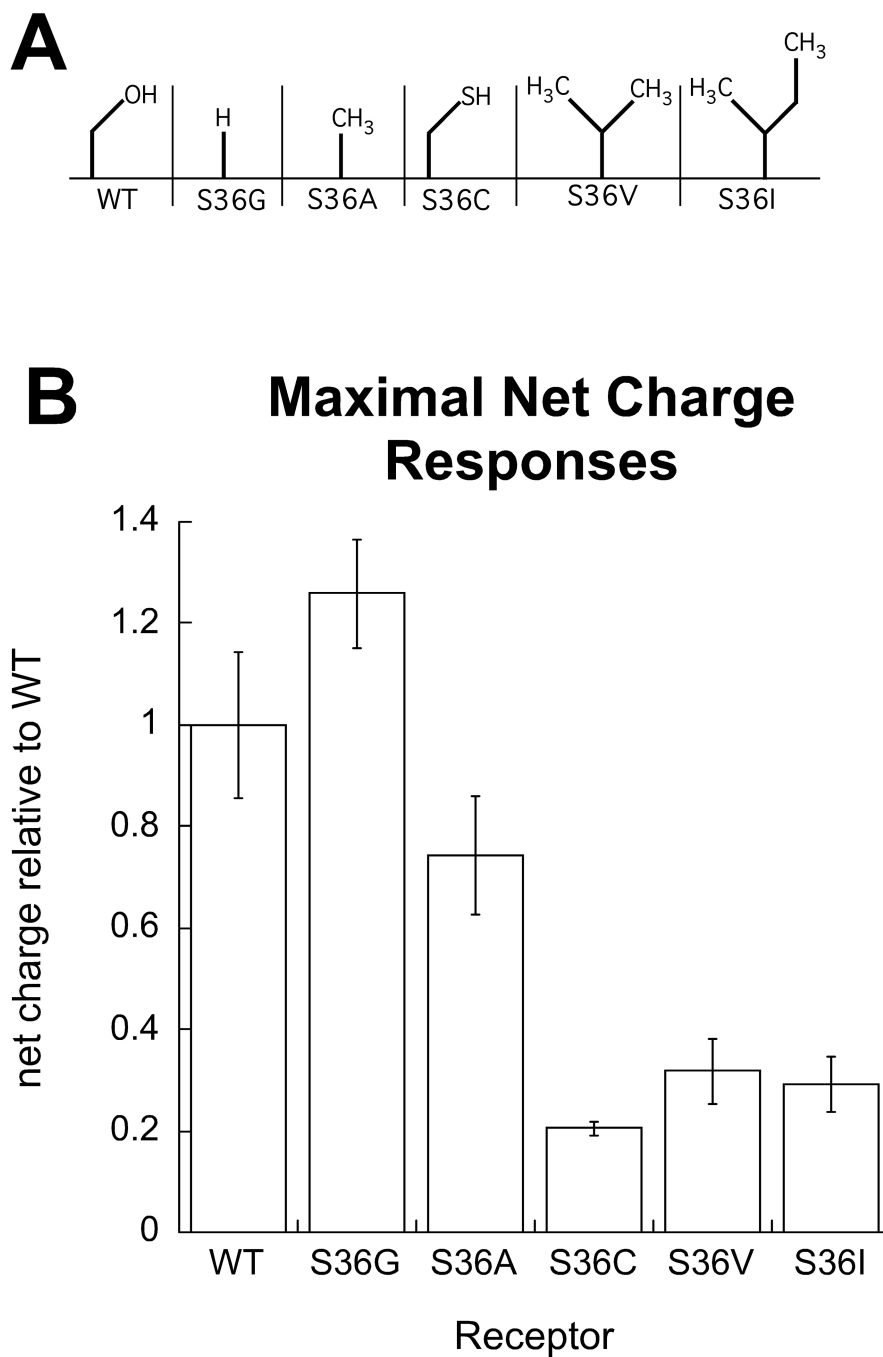 A
OH H CH3 SH H3C CH3 H3C CH3
WT S36G S36A S36C S36V S36I
B
Maximal Net Charge
Responses
net charge relative to WT
1.4
1.2
1
0.8
0.6
0.4
0.2
0
WT S36G S36A S36C S36V S36I
Receptor